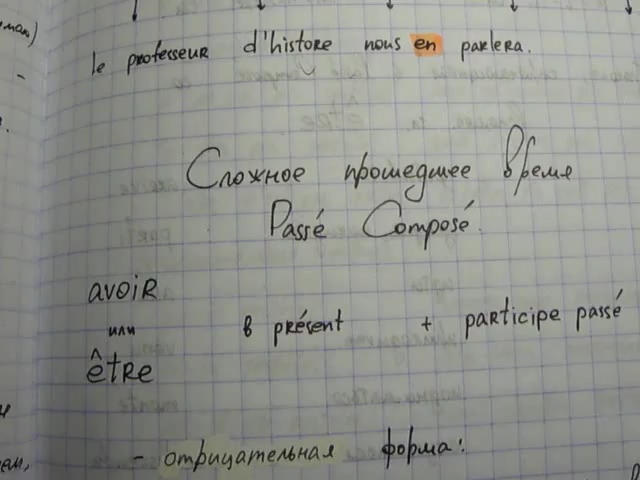 le professeur d'histore nous en parlera.
Сложное прошедшее время
Passé Composé.
avoir
или
être
в présent + participe passé
- отрицательная форма: